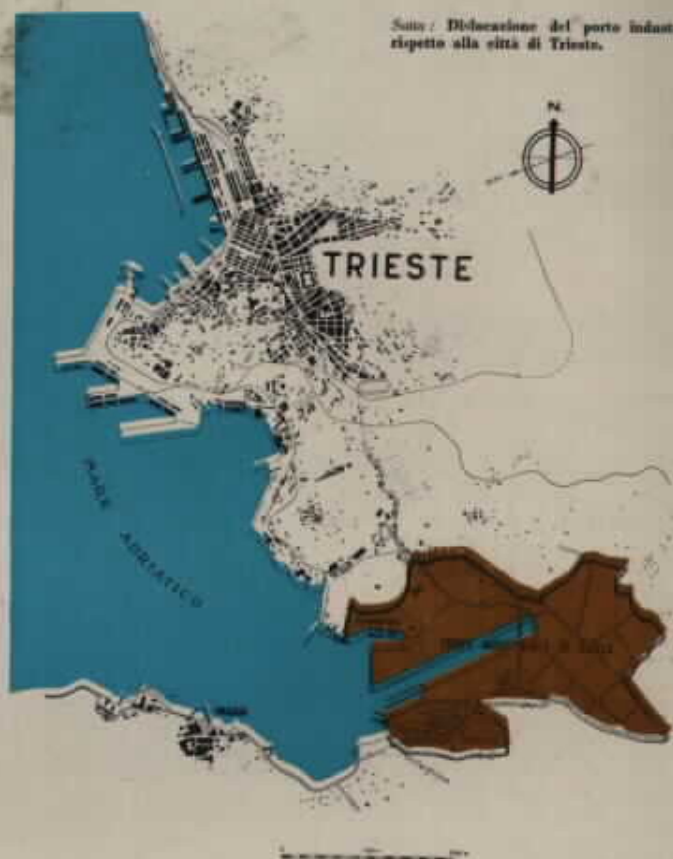 Sotto: Dislocazione del porto indust
rispetto alla città di Trieste.
N.
TRIESTE
MARE ADRIATICO